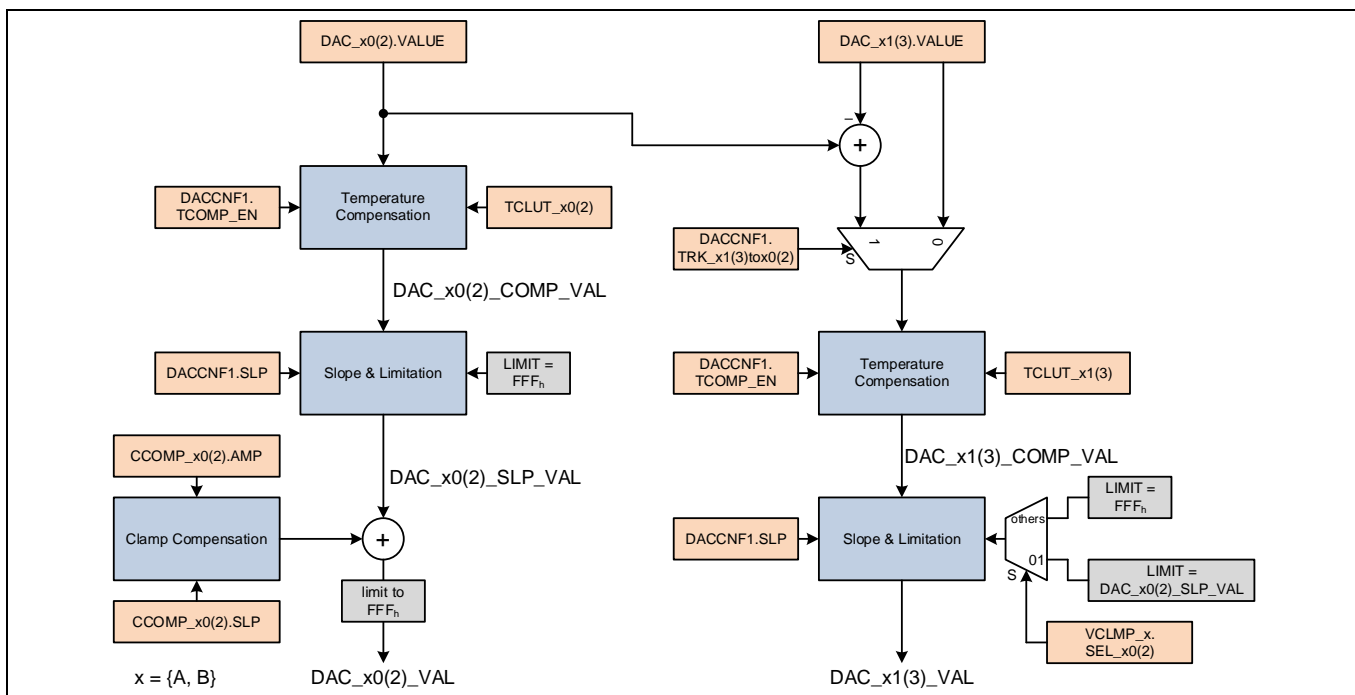 DAC_x0(2).VALUE
DAC_x1(3).VALUE
–
+
DACCNF1.
TCOMP_EN
Temperature
Compensation
TCLUT_x0(2)
DACCNF1.
TRK_x1(3)tox0(2)
S
1
0
DAC_x0(2)_COMP_VAL
DACCNF1.SLP
Slope & Limitation
LIMIT =
FFFh
DACCNF1.
TCOMP_EN
Temperature
Compensation
TCLUT_x1(3)
CCOMP_x0(2).AMP
DAC_x0(2)_SLP_VAL
DAC_x1(3)_COMP_VAL
Clamp Compensation
+
limit to
FFFh
CCOMP_x0(2).SLP
DACCNF1.SLP
Slope & Limitation
others
01
S
LIMIT =
FFFh
LIMIT =
DAC_x0(2)_SLP_VAL
VCLMP_x.
SEL_x0(2)
x = {A, B}
DAC_x0(2)_VAL
DAC_x1(3)_VAL